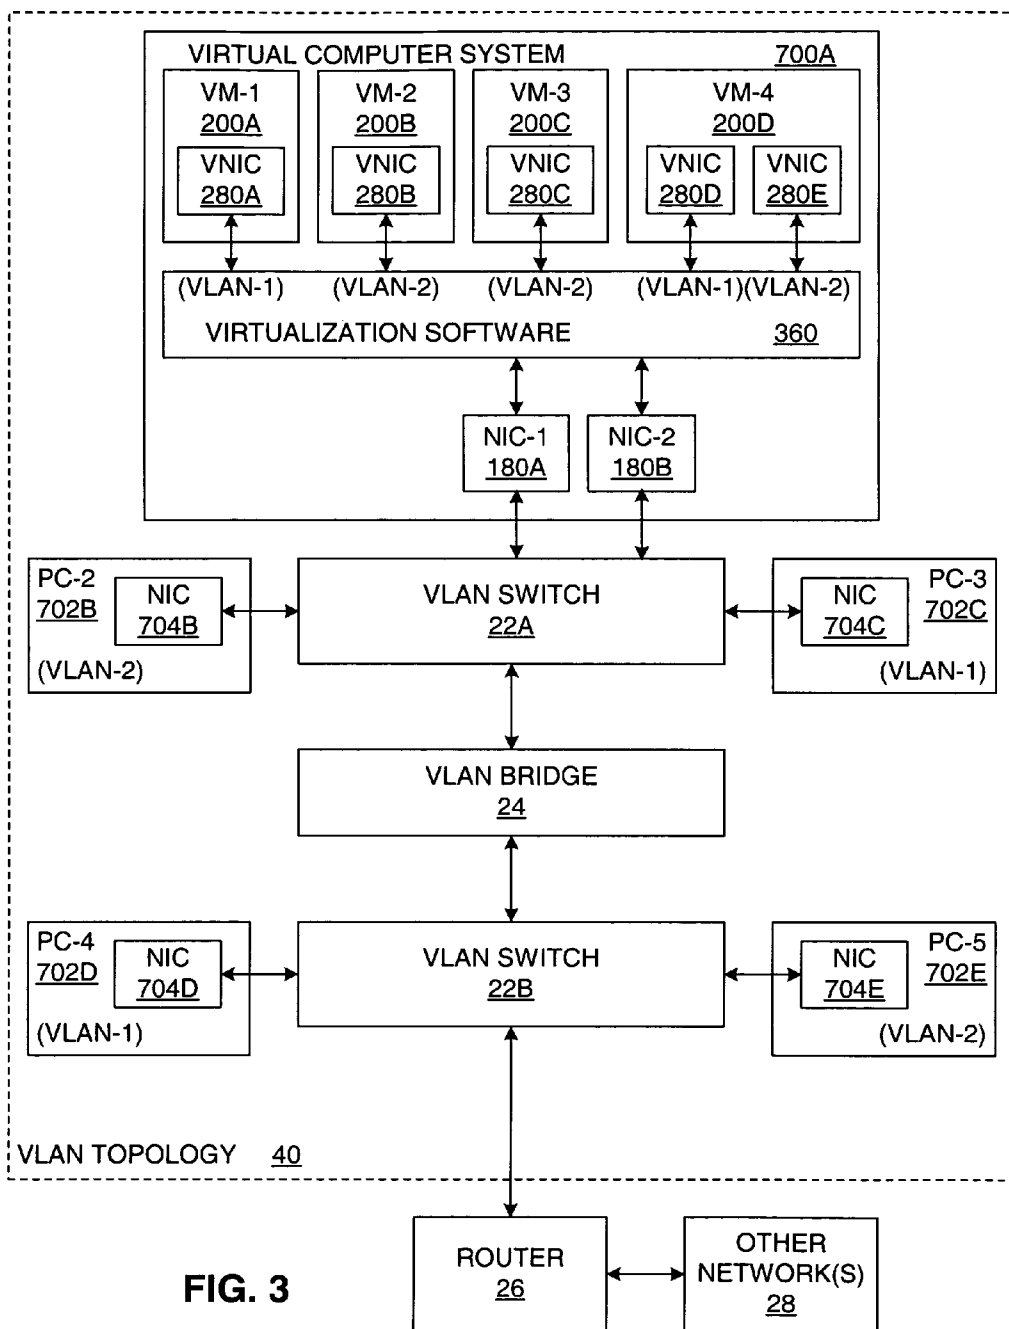 VIRTUAL COMPUTER SYSTEM 700A
VM-1
200A
VNIC
280A
VM-2
200B
VNIC
280B
VM-3
200C
VNIC
280C
VM-4
200D
VNIC
280D
VNIC
280E
(VLAN-1) (VLAN-2) (VLAN-2) (VLAN-1)(VLAN-2)
VIRTUALIZATION SOFTWARE 360
NIC-1
180A
NIC-2
180B
PC-2
702B
NIC
704B
(VLAN-2)
VLAN SWITCH
22A
PC-3
702C
NIC
704C
(VLAN-1)
VLAN BRIDGE
24
PC-4
702D
NIC
704D
(VLAN-1)
VLAN SWITCH
22B
PC-5
702E
NIC
704E
(VLAN-2)
VLAN TOPOLOGY 40
ROUTER
26
OTHER
NETWORK(S)
28
FIG. 3